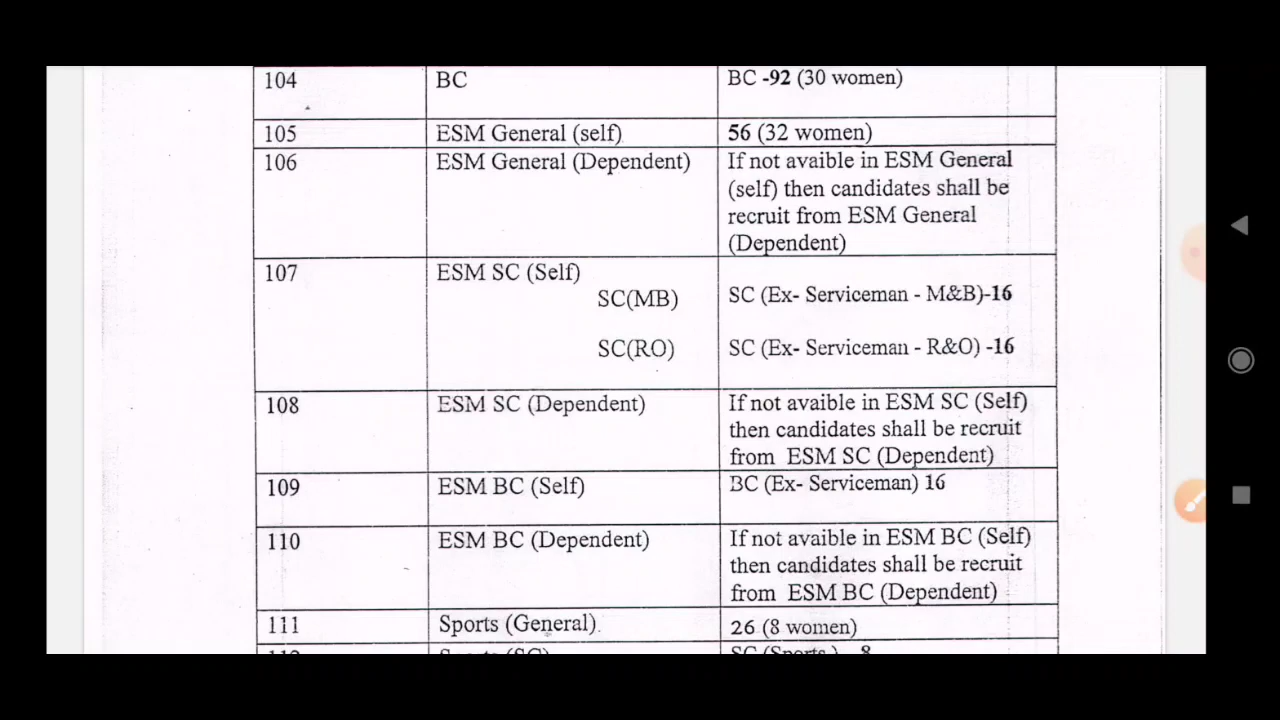 104 BC BC -92 (30 women)
105 ESM General (self) 56 (32 women)
106 ESM General (Dependent) If not avaible in ESM General
(self) then candidates shall be
recruit from ESM General
(Dependent)
107 ESM SC (Self)
SC(MB) SC (Ex- Serviceman - M&B)-16
SC(RO) SC (Ex- Serviceman - R&O) -16
108 ESM SC (Dependent) If not avaible in ESM SC (Self)
then candidates shall be recruit
from ESM SC (Dependent)
109 ESM BC (Self) BC (Ex- Serviceman) 16
110 ESM BC (Dependent) If not avaible in ESM BC (Self)
then candidates shall be recruit
from ESM BC (Dependent)
111 Sports (General) 26 (8 women)
SC (Sports ) 8